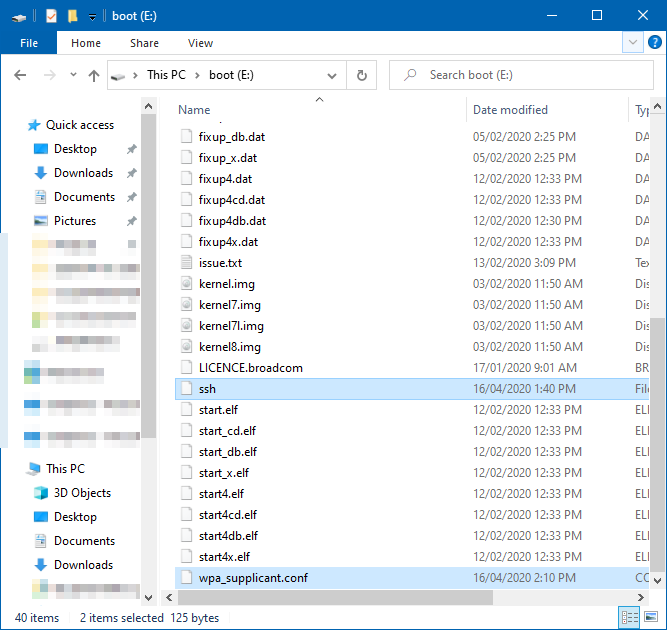 boot (E:)
File Home Share View
This PC boot (E:) Search boot (E:)
Quick access
Desktop
Downloads
Documents
Pictures
This PC
3D Objects
Desktop
Documents
Downloads
Name Date modified
fixup_db.dat 05/02/2020 2:25 PM DA
fixup_x.dat 05/02/2020 2:25 PM DA
fixup4.dat 12/02/2020 12:33 PM DA
fixup4cd.dat 12/02/2020 12:33 PM DA
fixup4db.dat 12/02/2020 12:30 PM DA
fixup4x.dat 12/02/2020 12:33 PM DA
issue.txt 13/02/2020 3:09 PM Tex
kernel.img 03/02/2020 11:50 AM Dis
kernel7.img 03/02/2020 11:50 AM Dis
kernel7l.img 03/02/2020 11:50 AM Dis
kernel8.img 03/02/2020 11:50 AM Dis
LICENCE.broadcom 17/01/2020 9:01 AM BR
ssh 16/04/2020 1:40 PM File
start.elf 12/02/2020 12:33 PM ELF
start_cd.elf 12/02/2020 12:33 PM ELF
start_db.elf 12/02/2020 12:33 PM ELF
start_x.elf 12/02/2020 12:33 PM ELF
start4.elf 12/02/2020 12:33 PM ELF
start4cd.elf 12/02/2020 12:33 PM ELF
start4db.elf 12/02/2020 12:33 PM ELF
start4x.elf 12/02/2020 12:33 PM ELF
wpa_supplicant.conf 16/04/2020 2:10 PM CO
40 items 2 items selected 125 bytes